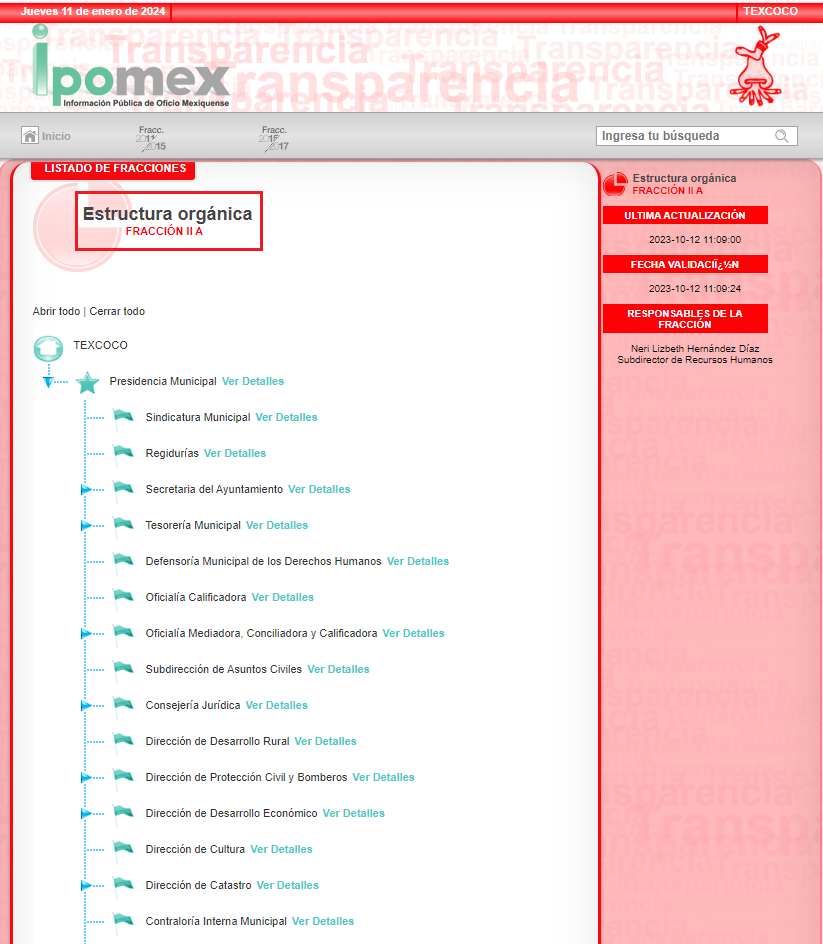 Jueves 11 de enero de 2024
TEXCOCO
ipomex
Información Pública de Oficio Mexiquense
Inicio
Fracc.
2011
/2015
Fracc.
2015
/2017
Ingresa tu búsqueda
LISTADO DE FRACCIONES
Estructura orgánica
FRACCIÓN II A
Abrir todo | Cerrar todo
TEXCOCO
Presidencia Municipal Ver Detalles
Sindicatura Municipal Ver Detalles
Regidurías Ver Detalles
Secretaria del Ayuntamiento Ver Detalles
Tesorería Municipal Ver Detalles
Defensoría Municipal de los Derechos Humanos Ver Detalles
Oficialía Calificadora Ver Detalles
Oficialía Mediadora, Conciliadora y Calificadora Ver Detalles
Subdirección de Asuntos Civiles Ver Detalles
Consejería Jurídica Ver Detalles
Dirección de Desarrollo Rural Ver Detalles
Dirección de Protección Civil y Bomberos Ver Detalles
Dirección de Desarrollo Económico Ver Detalles
Dirección de Cultura Ver Detalles
Dirección de Catastro Ver Detalles
Contraloría Interna Municipal Ver Detalles
Estructura orgánica
FRACCIÓN II A
ULTIMA ACTUALIZACIÓN
2023-10-12 11:09:00
FECHA VALIDACIï¿½N
2023-10-12 11:09:24
RESPONSABLES DE LA
FRACCIÓN
Neri Lizbeth Hernández Díaz
Subdirector de Recursos Humanos